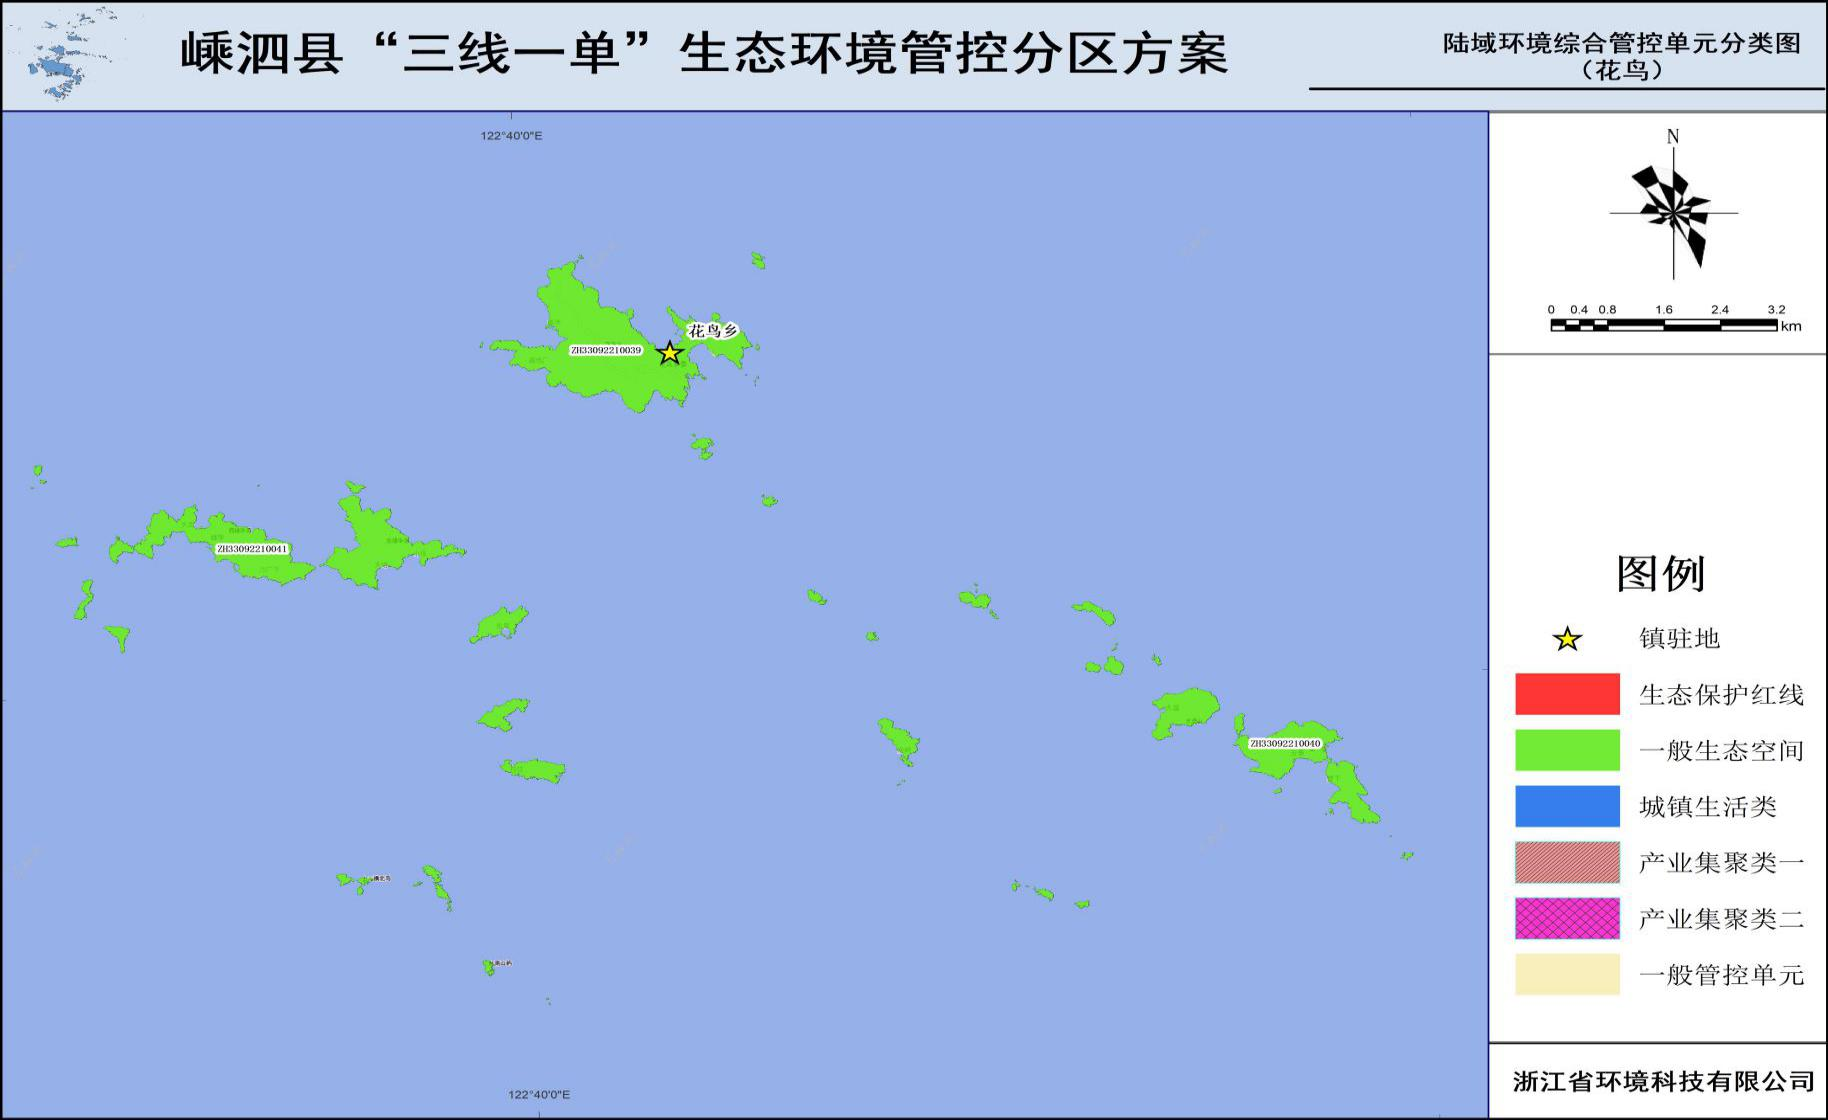 嵊泗县“三线一单”生态环境管控分区方案
陆域环境综合管控单元分类图
（花鸟）
122°40'0"E
N
0 0.4 0.8 1.6 2.4 3.2
km
花鸟乡
ZH33092210039
ZH33092210041
ZH33092210040
图例
镇驻地
生态保护红线
一般生态空间
城镇生活类
产业集聚类一
产业集聚类二
一般管控单元
122°40'0"E
浙江省环境科技有限公司